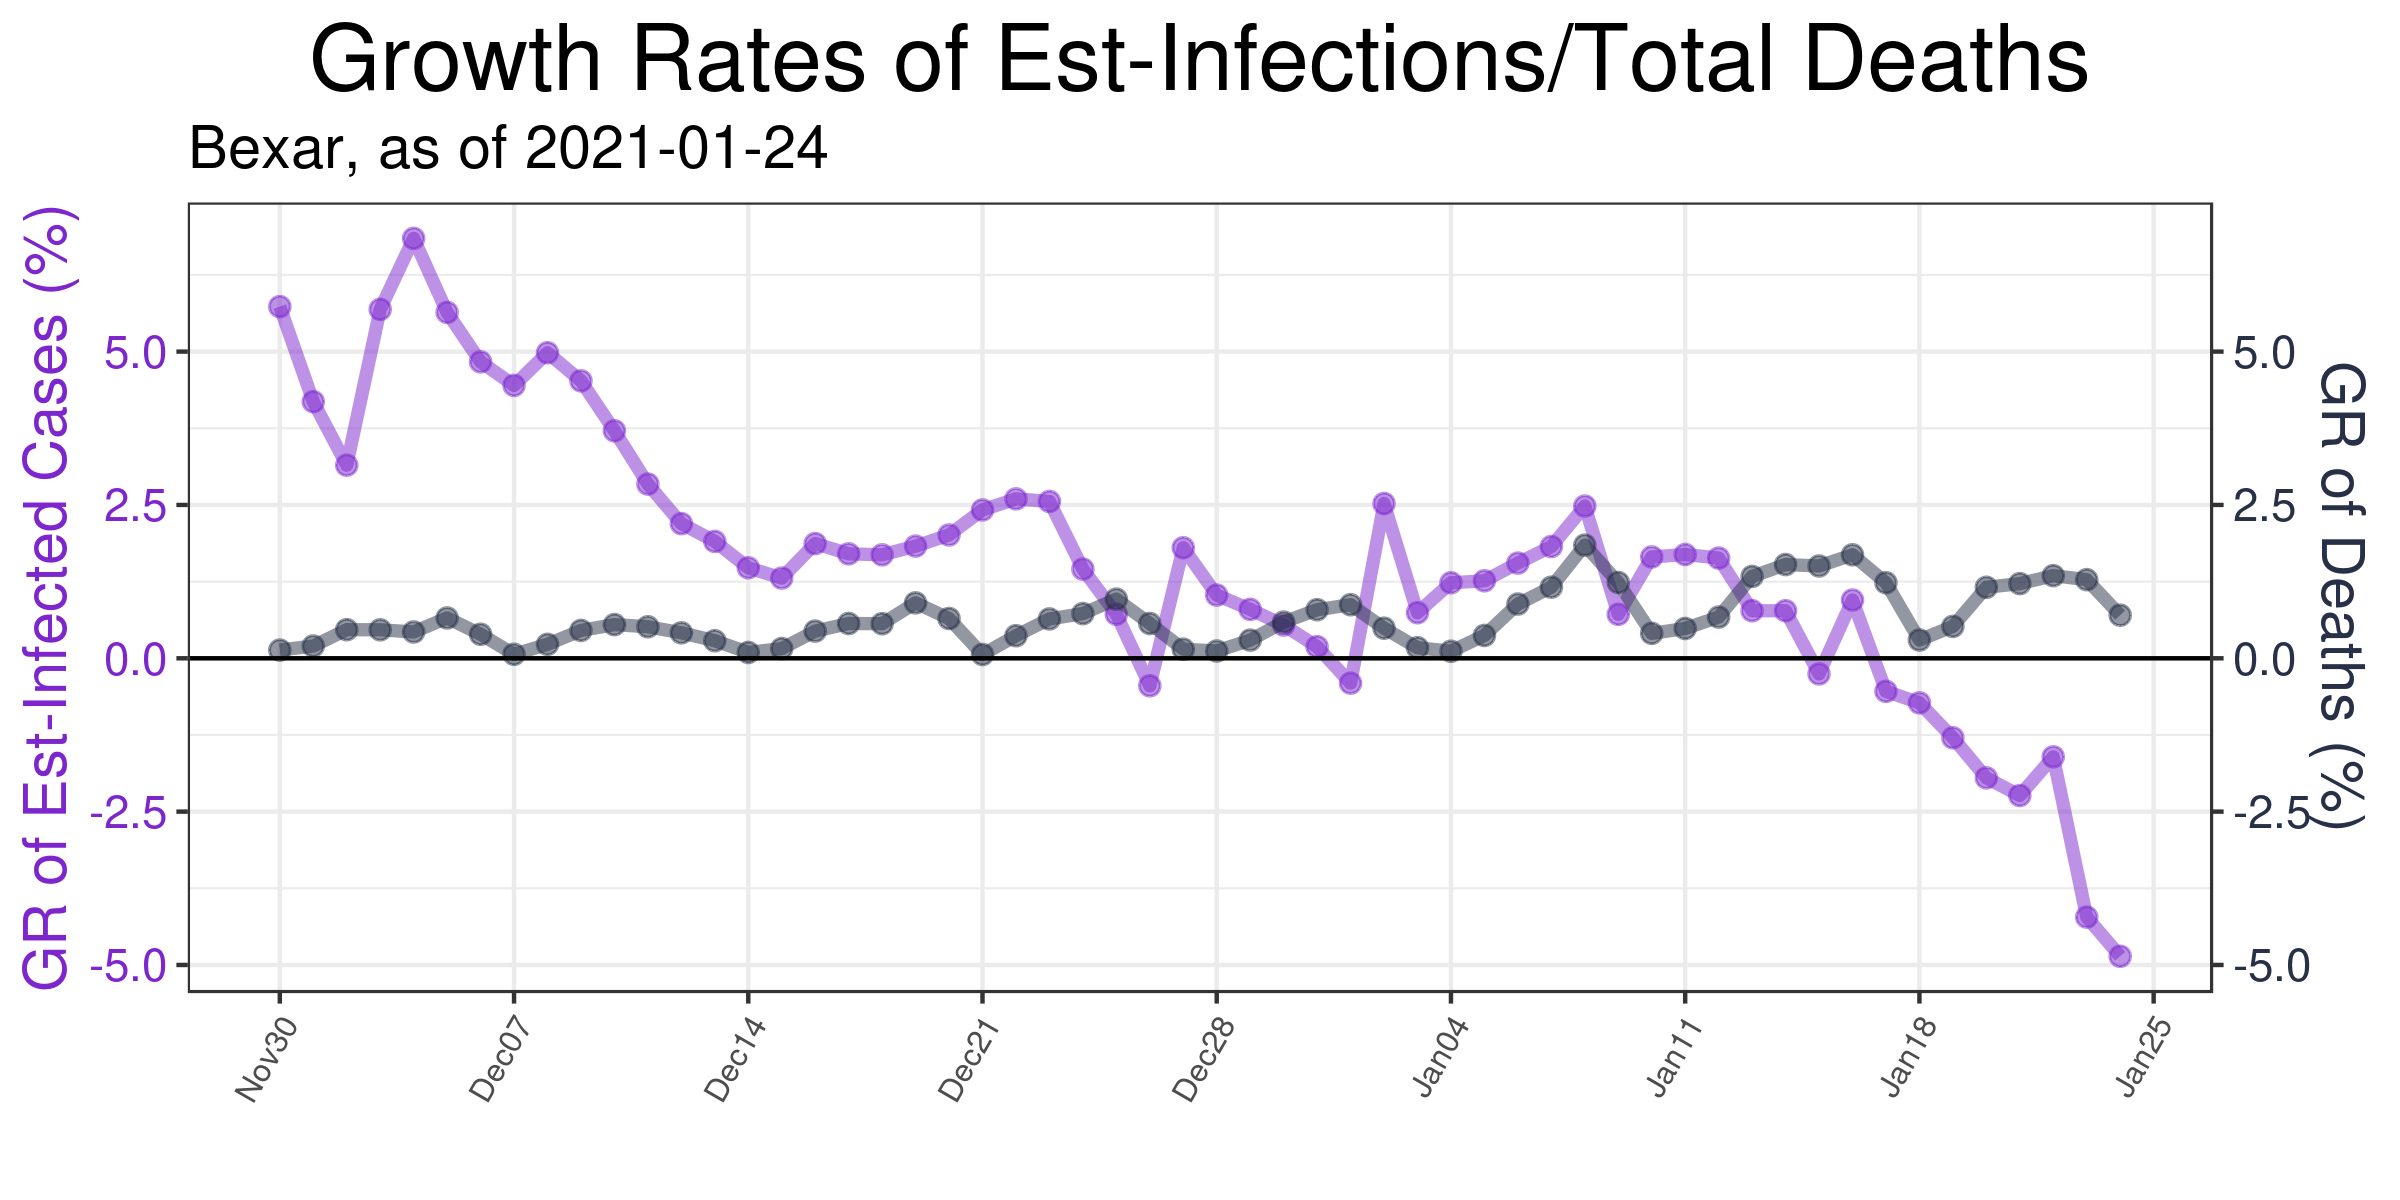 Growth Rates of Est-Infections/Total Deaths
Bexar, as of 2021-01-24
GR of Est-Infected Cases (%)
5.0
2.5
0.0
-2.5
-5.0
5.0
2.5
0.0
-2.5
-5.0
GR of Deaths (%)
Nov30
Dec07
Dec14
Dec21
Dec28
Jan04
Jan11
Jan18
Jan25